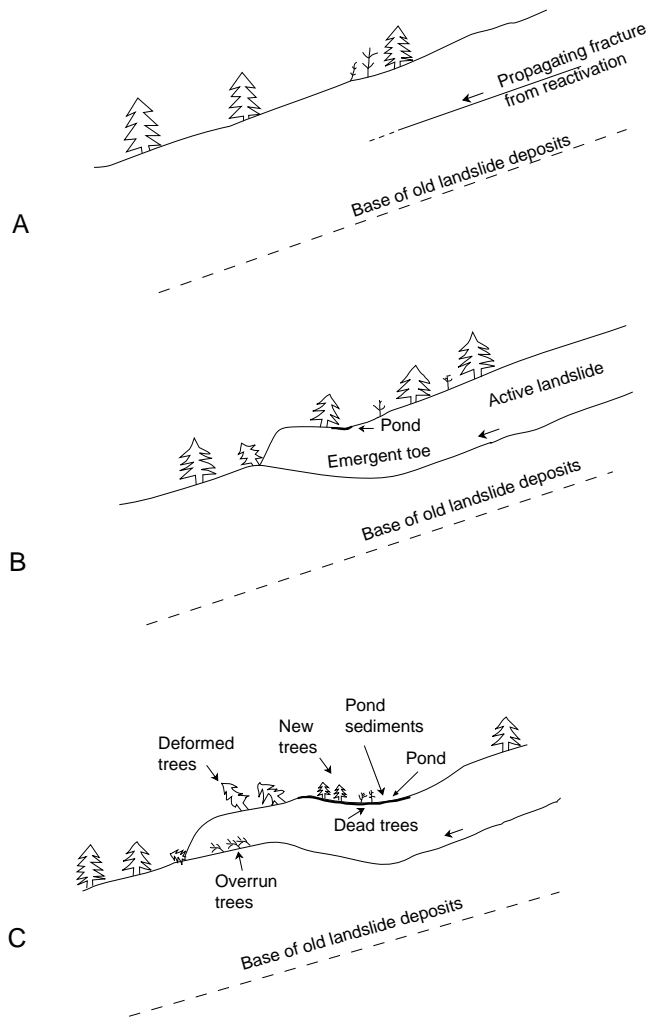 Propagating fracture
from reactivation
Base of old landslide deposits
A
Active landslide
Pond
Emergent toe
Base of old landslide deposits
B
Pond
sediments
New
trees
Deformed
trees
Pond
Dead trees
Overrun
trees
Base of old landslide deposits
C